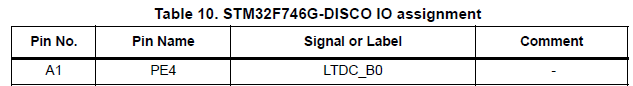 Table 10. STM32F746G-DISCO IO assignment
Pin No. Pin Name Signal or Label Comment
A1 PE4 LTDC_B0 -